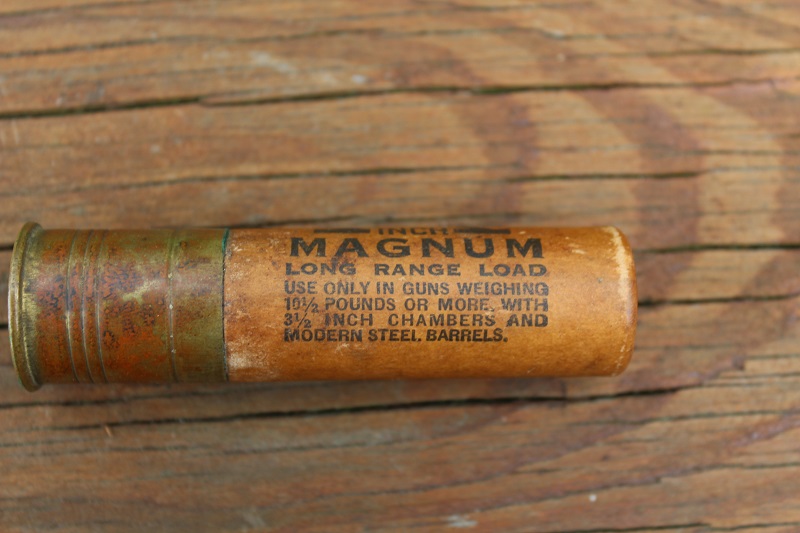 INCH
MAGNUM
LONG RANGE LOAD
USE ONLY IN GUNS WEIGHING
10½ POUNDS OR MORE, WITH
3½ INCH CHAMBERS AND
MODERN STEEL BARRELS.